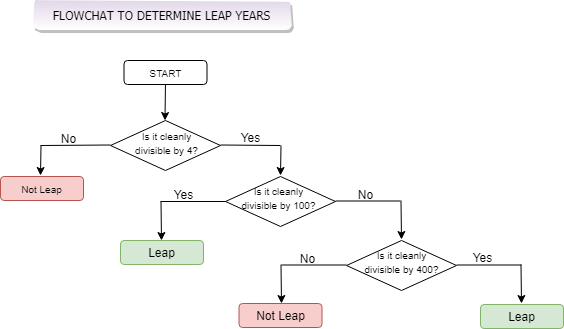 FLOWCHAT TO DETERMINE LEAP YEARS
START
Is it cleanly
divisible by 4?
No
Yes
Not Leap
Is it cleanly
divisible by 100?
Yes
No
Leap
Is it cleanly
divisible by 400?
No
Yes
Not Leap
Leap